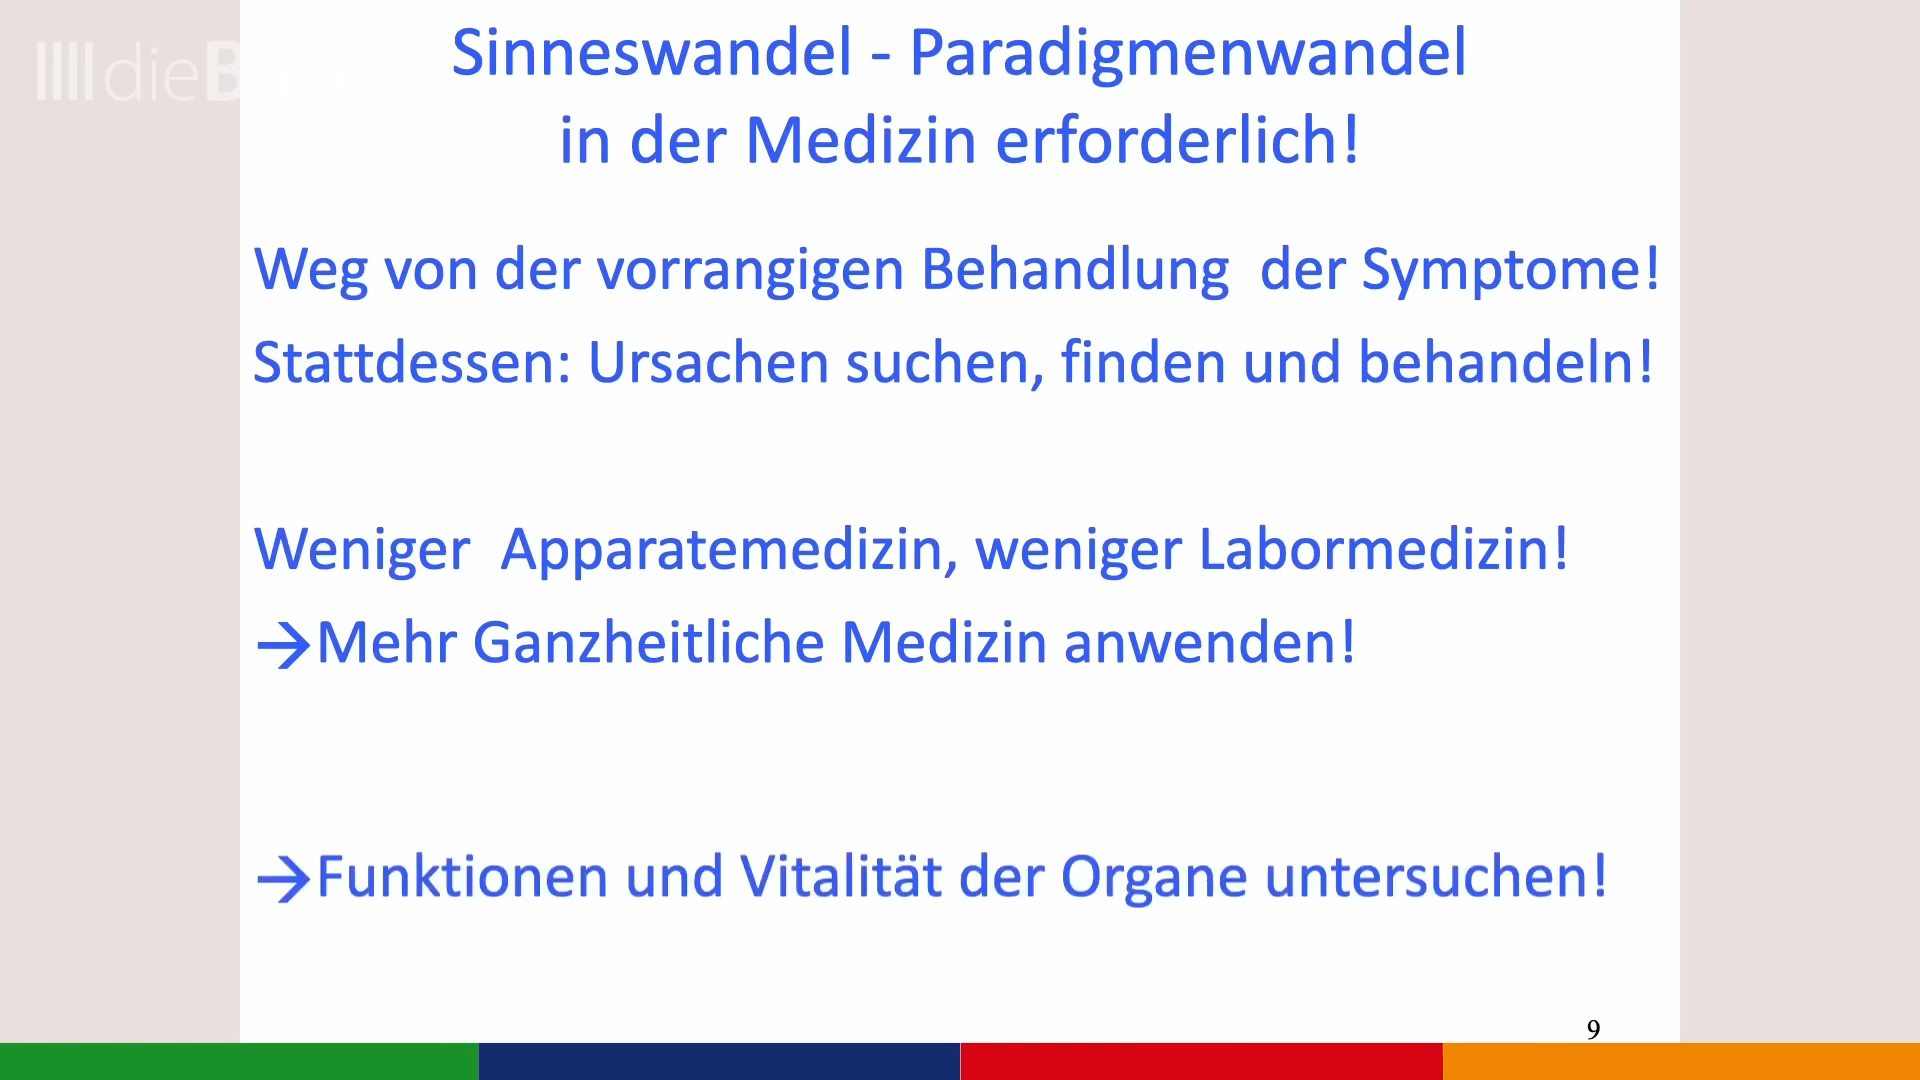 dieB
Sinneswandel - Paradigmenwandel
in der Medizin erforderlich!
Weg von der vorrangigen Behandlung der Symptome!
Stattdessen: Ursachen suchen, finden und behandeln!
Weniger Apparatemedizin, weniger Labormedizin!
→Mehr Ganzheitliche Medizin anwenden!
→Funktionen und Vitalität der Organe untersuchen!
9